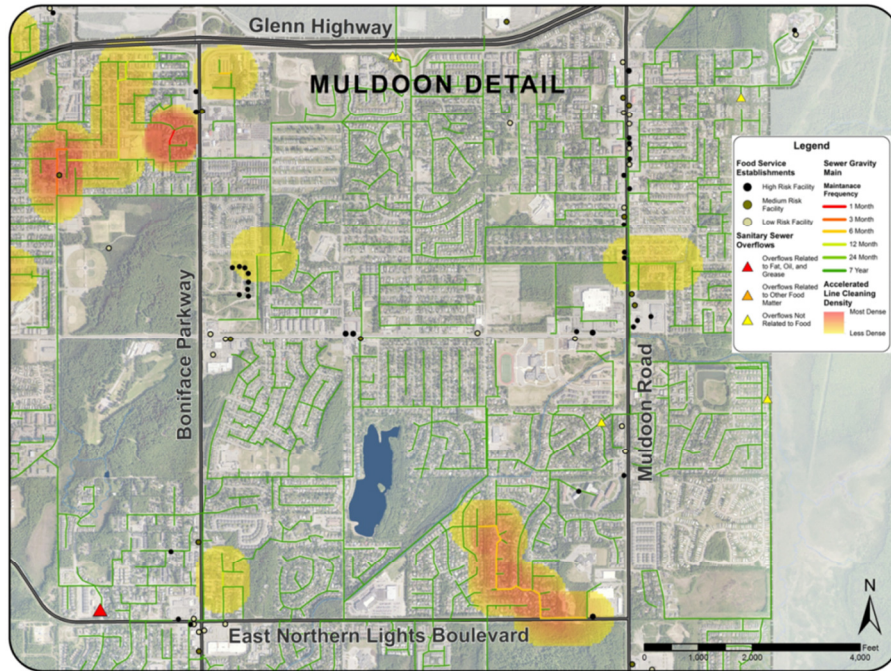 Glenn Highway
MULDOON DETAIL
Boniface Parkway
Muldoon Road
East Northern Lights Boulevard
Legend
Food Service
Establishments
High Risk Facility
Medium Risk
Facility
Low Risk Facility
Sanitary Sewer
Overflows
Overflows Related
to Fat, Oil, and
Grease
Overflows Related
to Other Food
Matter
Overflows Not
Related to Food
Sewer Gravity
Main
Maintanace
Frequency
1 Month
3 Month
6 Month
12 Month
24 Month
7 Year
Accelerated
Line Cleaning
Density
Most Dense
Less Dense
N
Feet
0
2,000
4,000